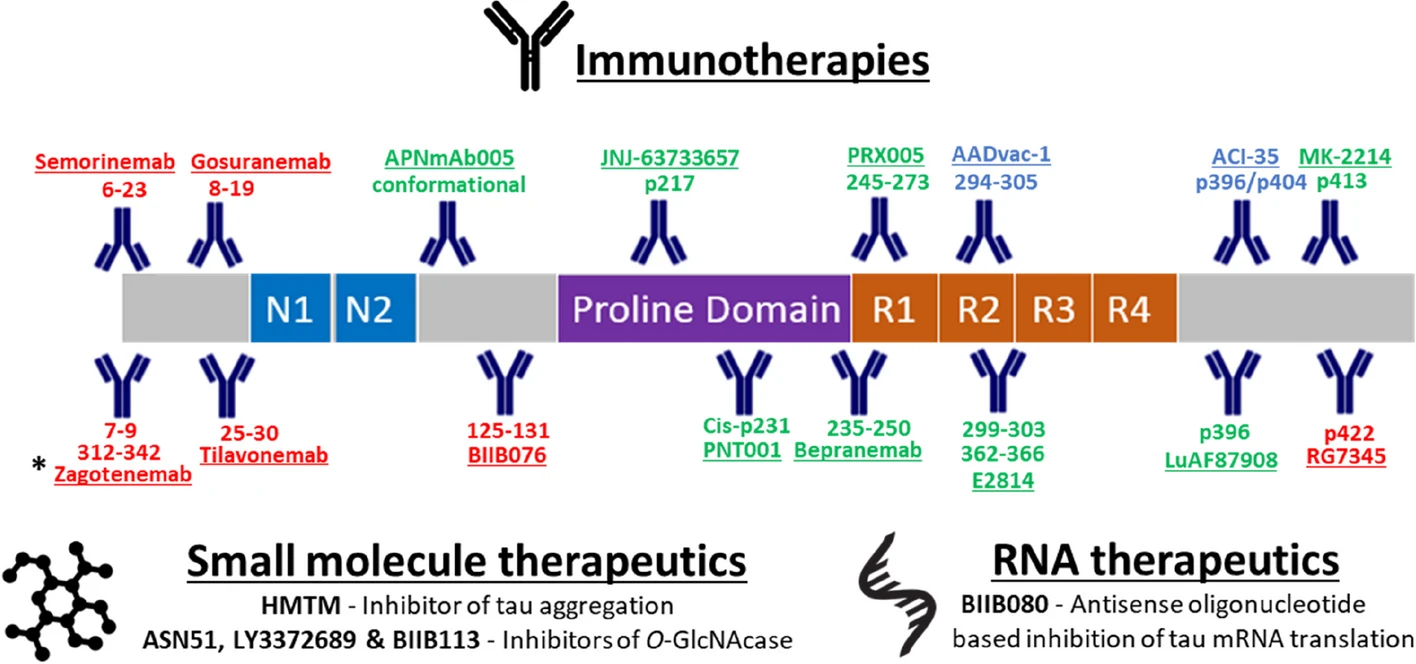 Immunotherapies
Semorinemab
6-23
Gosuranemab
8-19
APNmAb005
conformational
JNJ-63733657
p217
PRX005
245-273
AADvac-1
294-305
ACI-35
p396/p404
MK-2214
p413
N1
N2
Proline Domain
R1
R2
R3
R4
7-9
312-342
* Zagotenemab
25-30
Tilavonemab
125-131
BIIB076
Cis-p231
PNT001
235-250
Bepranemab
299-303
362-366
E2814
p396
LuAF87908
p422
RG7345
Small molecule therapeutics
HMTM - Inhibitor of tau aggregation
ASN51, LY3372689 & BIIB113 - Inhibitors of O-GlcNAcase
RNA therapeutics
BIIB080 - Antisense oligonucleotide
based inhibition of tau mRNA translation